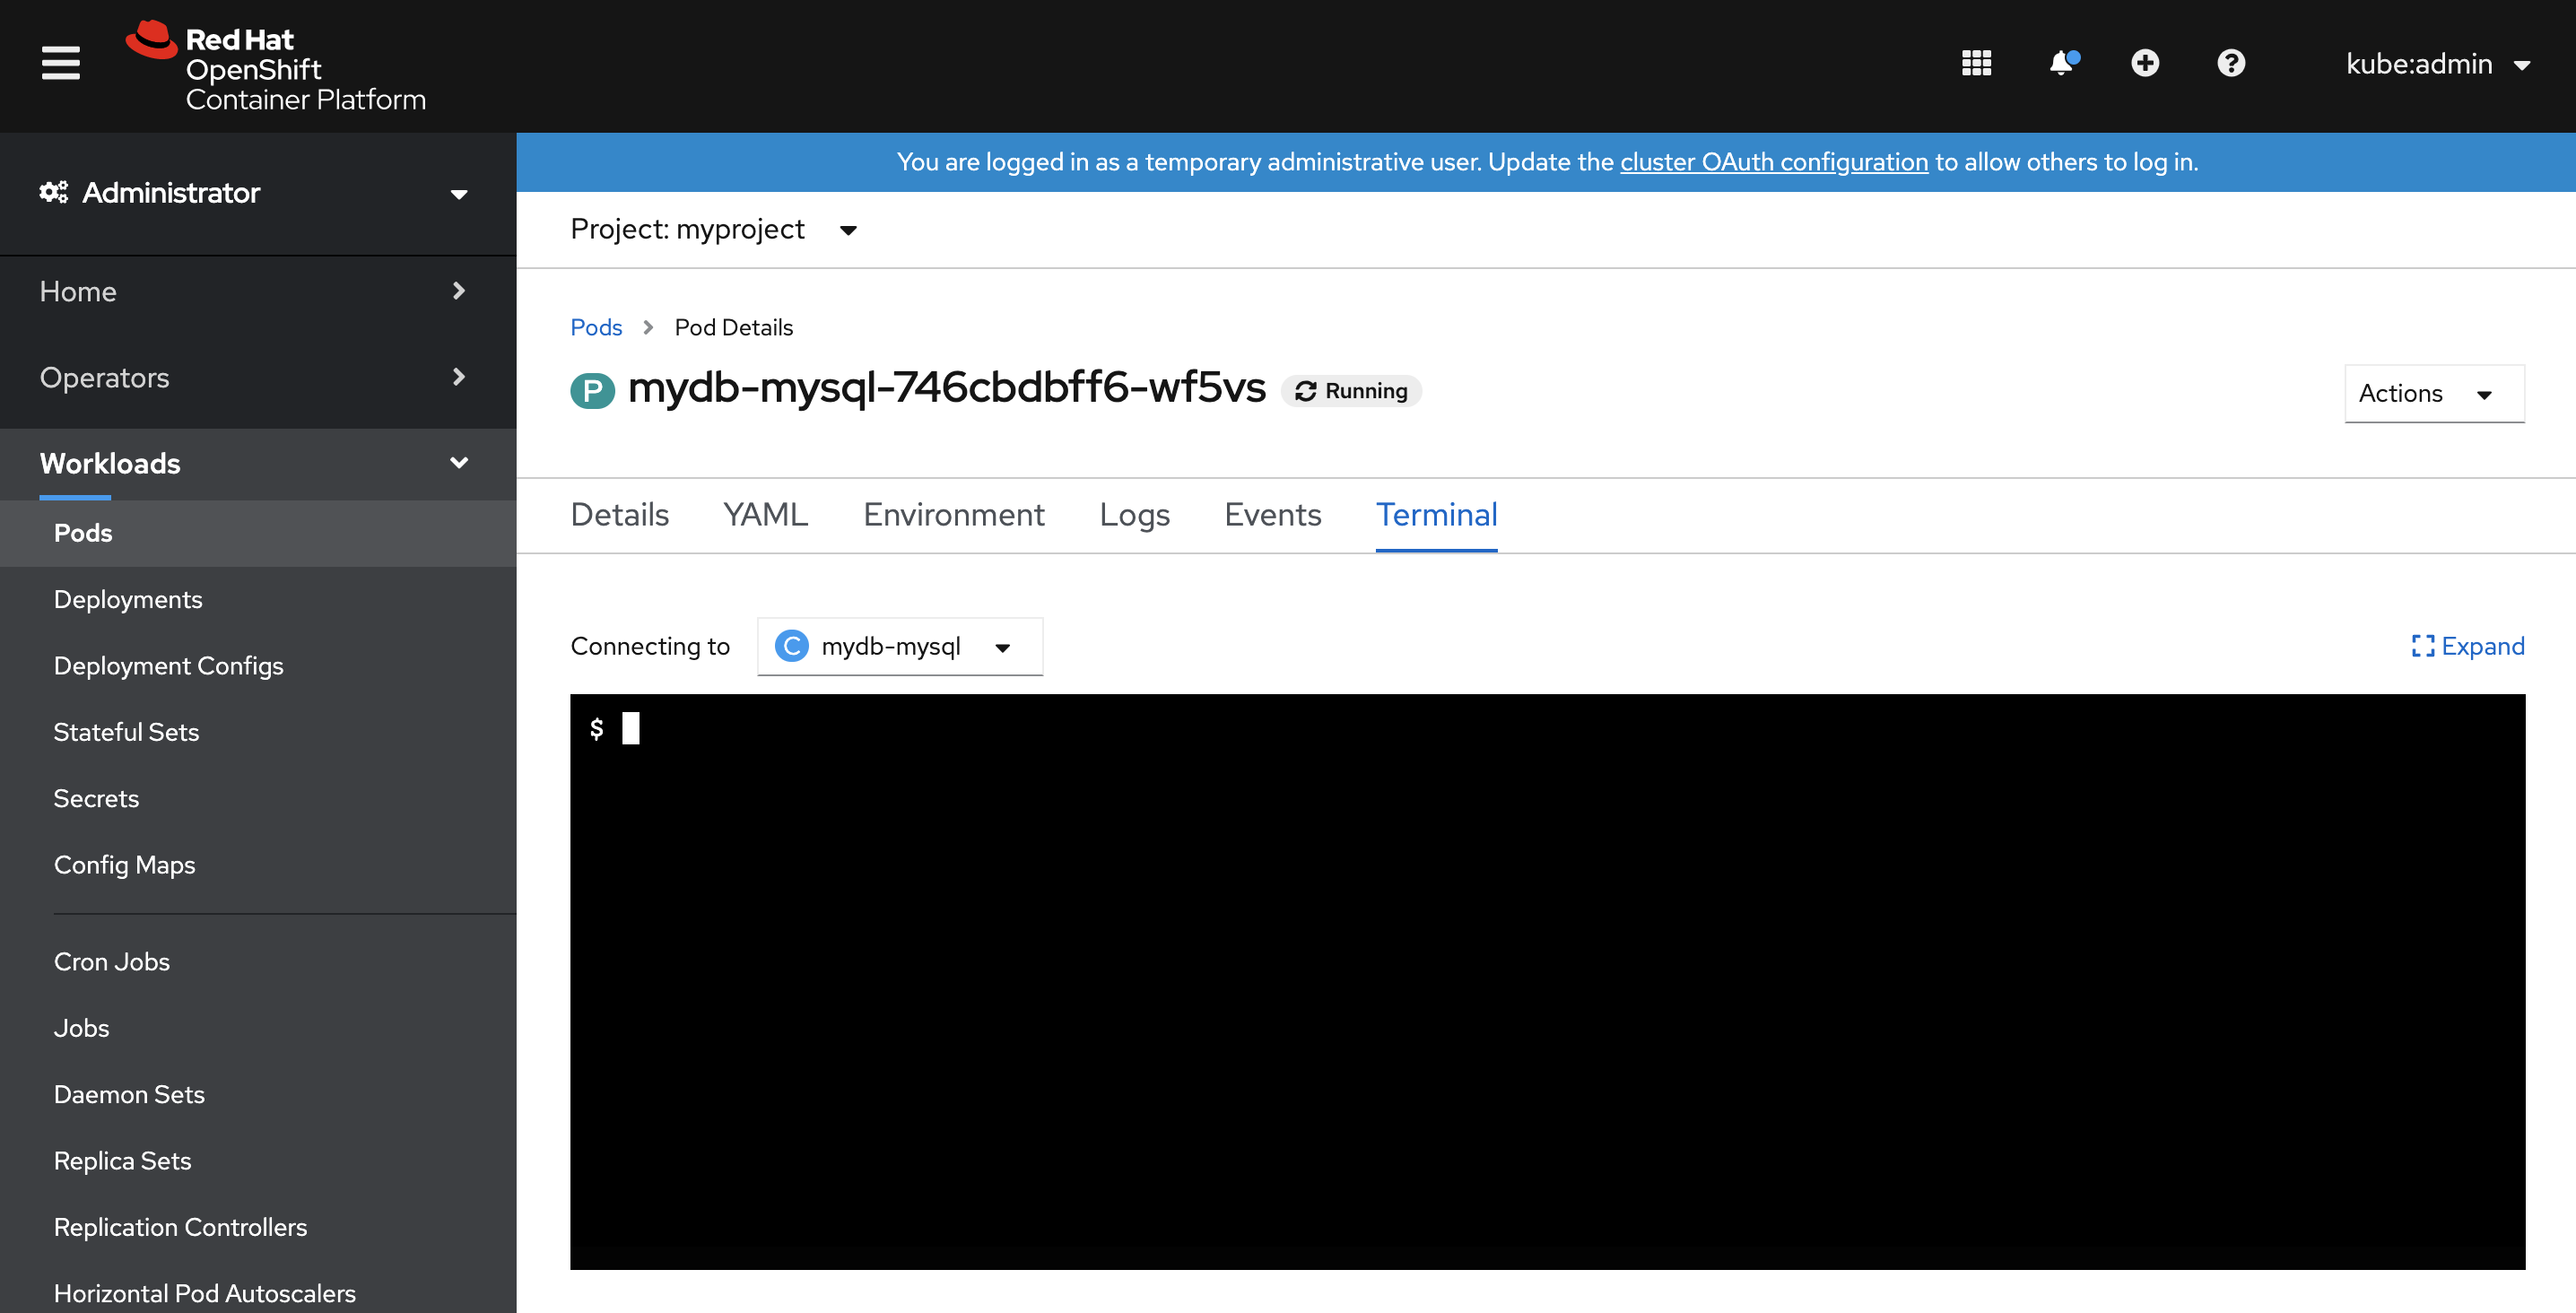 Red Hat
OpenShift
Container Platform
kube:admin
Administrator
Home
Operators
Workloads
Pods
Deployments
Deployment Configs
Stateful Sets
Secrets
Config Maps
Cron Jobs
Jobs
Daemon Sets
Replica Sets
Replication Controllers
Horizontal Pod Autoscalers
You are logged in as a temporary administrative user. Update the cluster OAuth configuration to allow others to log in.
Project: myproject
Pods Pod Details
P mydb-mysql-746cbdbff6-wf5vs Running
Actions
Details YAML Environment Logs Events Terminal
Connecting to C mydb-mysql
Expand
$